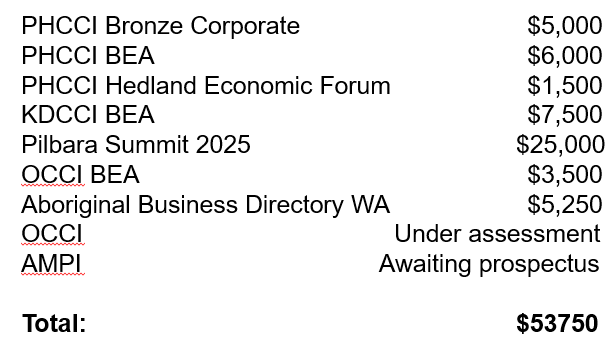 PHCCI Bronze Corporate $5,000
PHCCI BEA $6,000
PHCCI Hedland Economic Forum $1,500
KDCCI BEA $7,500
Pilbara Summit 2025 $25,000
OCCI BEA $3,500
Aboriginal Business Directory WA $5,250
OCCI Under assessment
AMPI Awaiting prospectus
Total: $53750